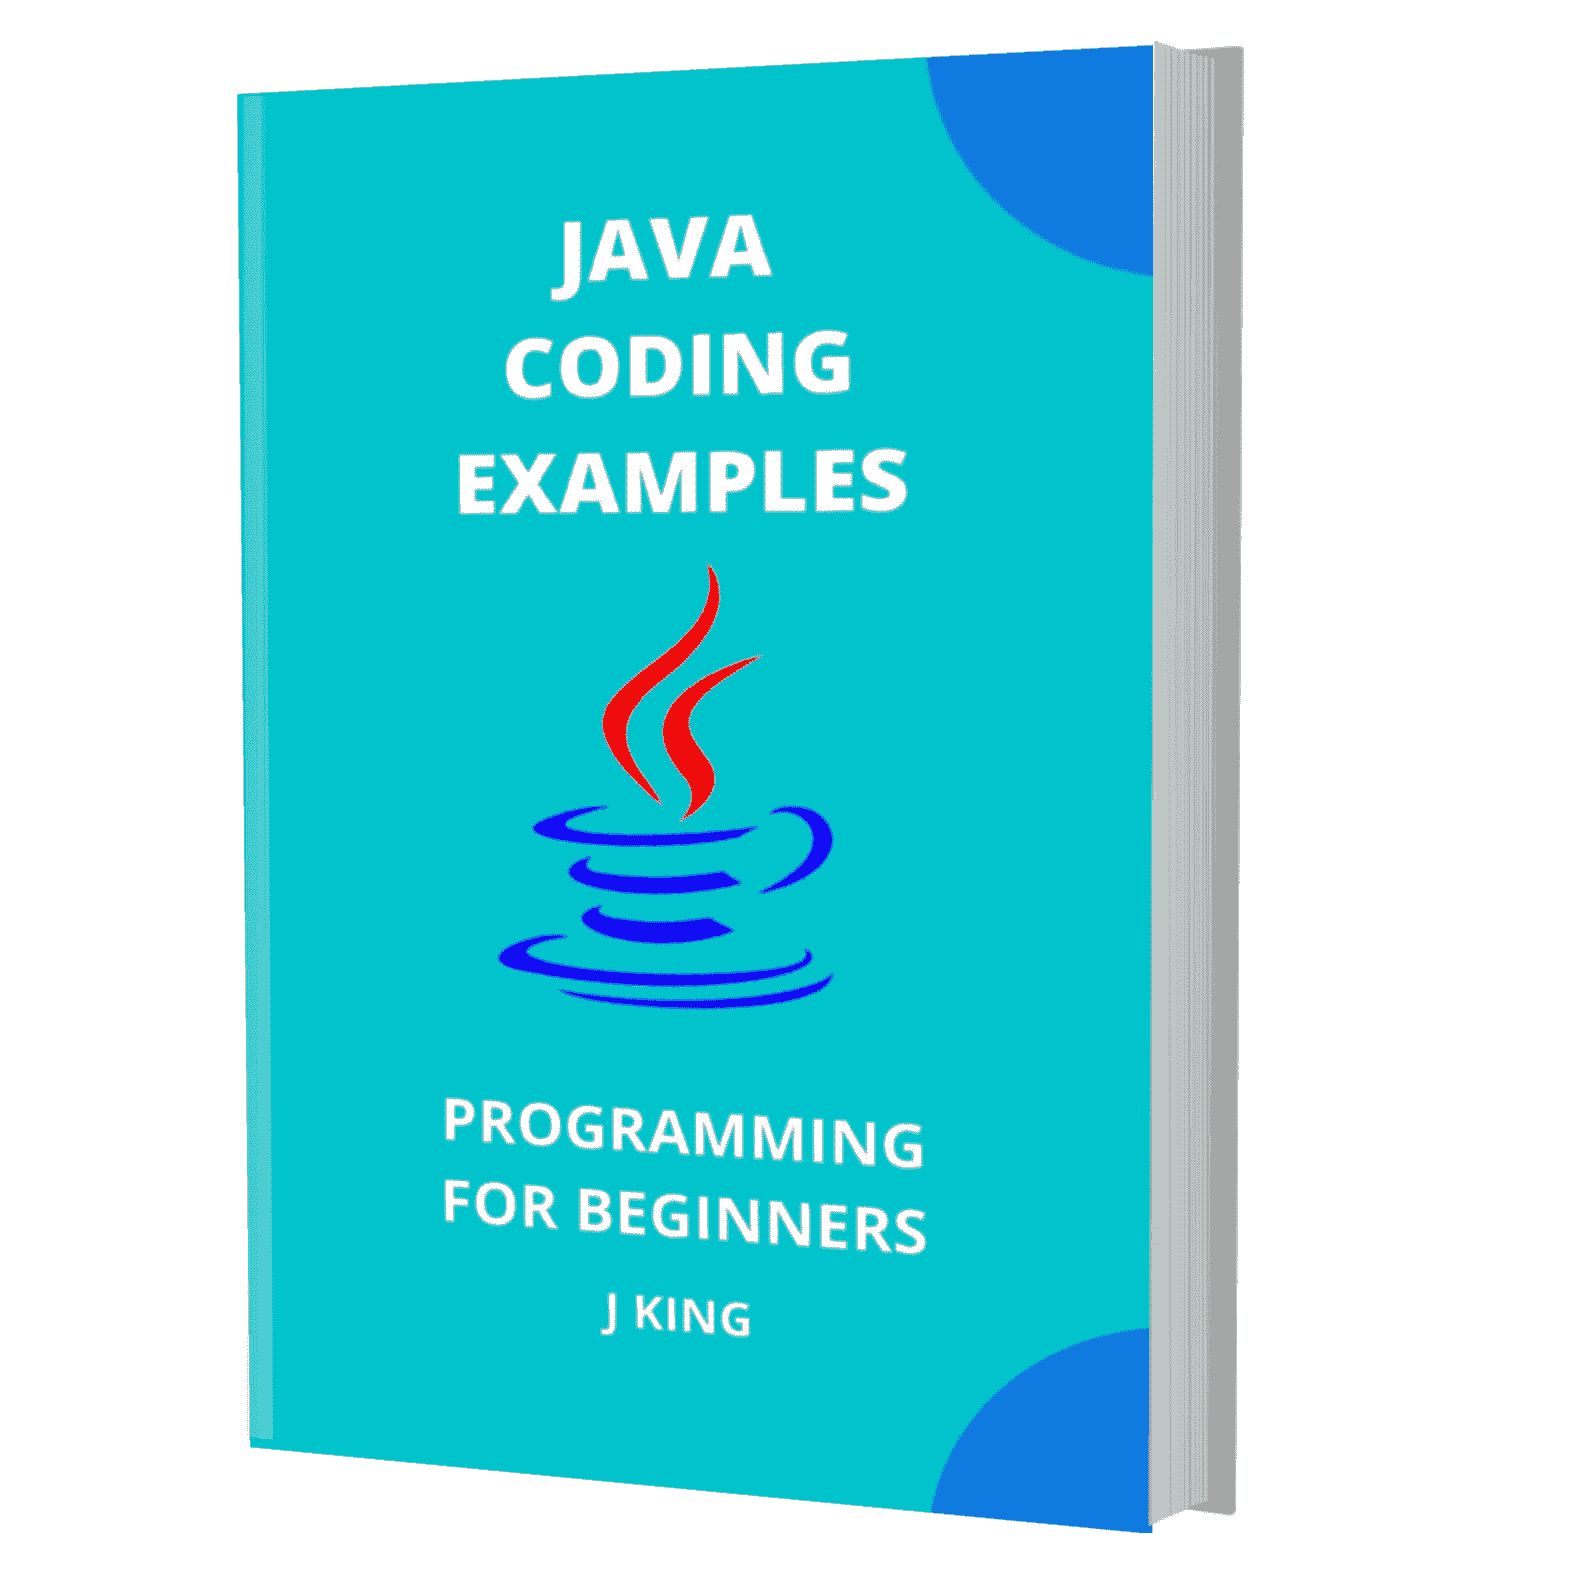 JAVA
CODING
EXAMPLES
PROGRAMMING
FOR BEGINNERS
J KING